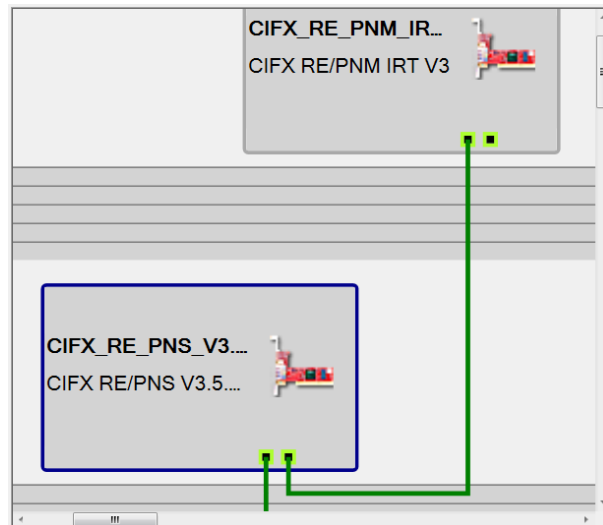 CIFX_RE_PNM_IR...
CIFX RE/PNM IRT V3
CIFX_RE_PNS_V3....
CIFX RE/PNS V3.5....